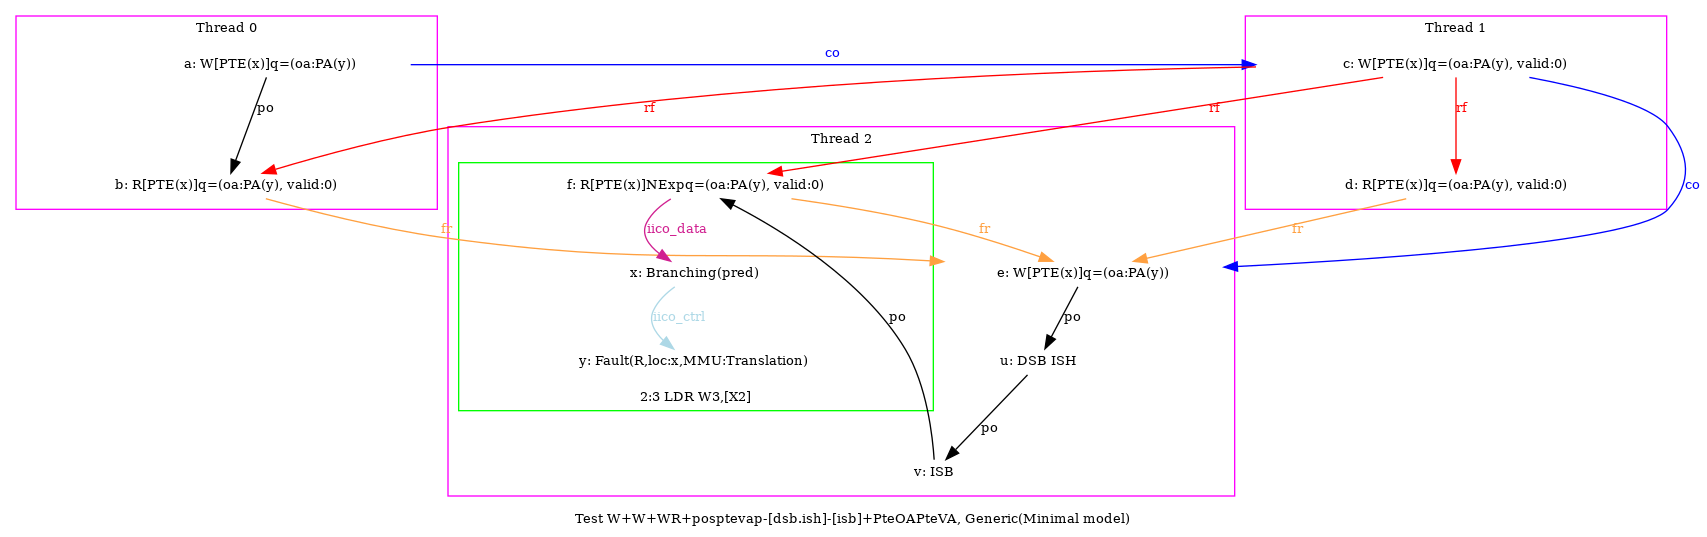 Thread 0
Thread 1
co
a: W[PTE(x)]q=(oa:PA(y))
c: W[PTE(x)]q=(oa:PA(y), valid:0)
po
rf
rf
rf
Thread 2
b: R[PTE(x)]q=(oa:PA(y), valid:0)
f: R[PTE(x)]NExpq=(oa:PA(y), valid:0)
d: R[PTE(x)]q=(oa:PA(y), valid:0)
co
fr
iico_data
fr
fr
x: Branching(pred)
e: W[PTE(x)]q=(oa:PA(y))
iico_ctrl
po
po
y: Fault(R,loc:x,MMU:Translation)
u: DSB ISH
2:3 LDR W3,[X2]
po
v: ISB
Test W+W+WR+posptevap-[dsb.ish]-[isb]+PteOAPteVA, Generic(Minimal model)